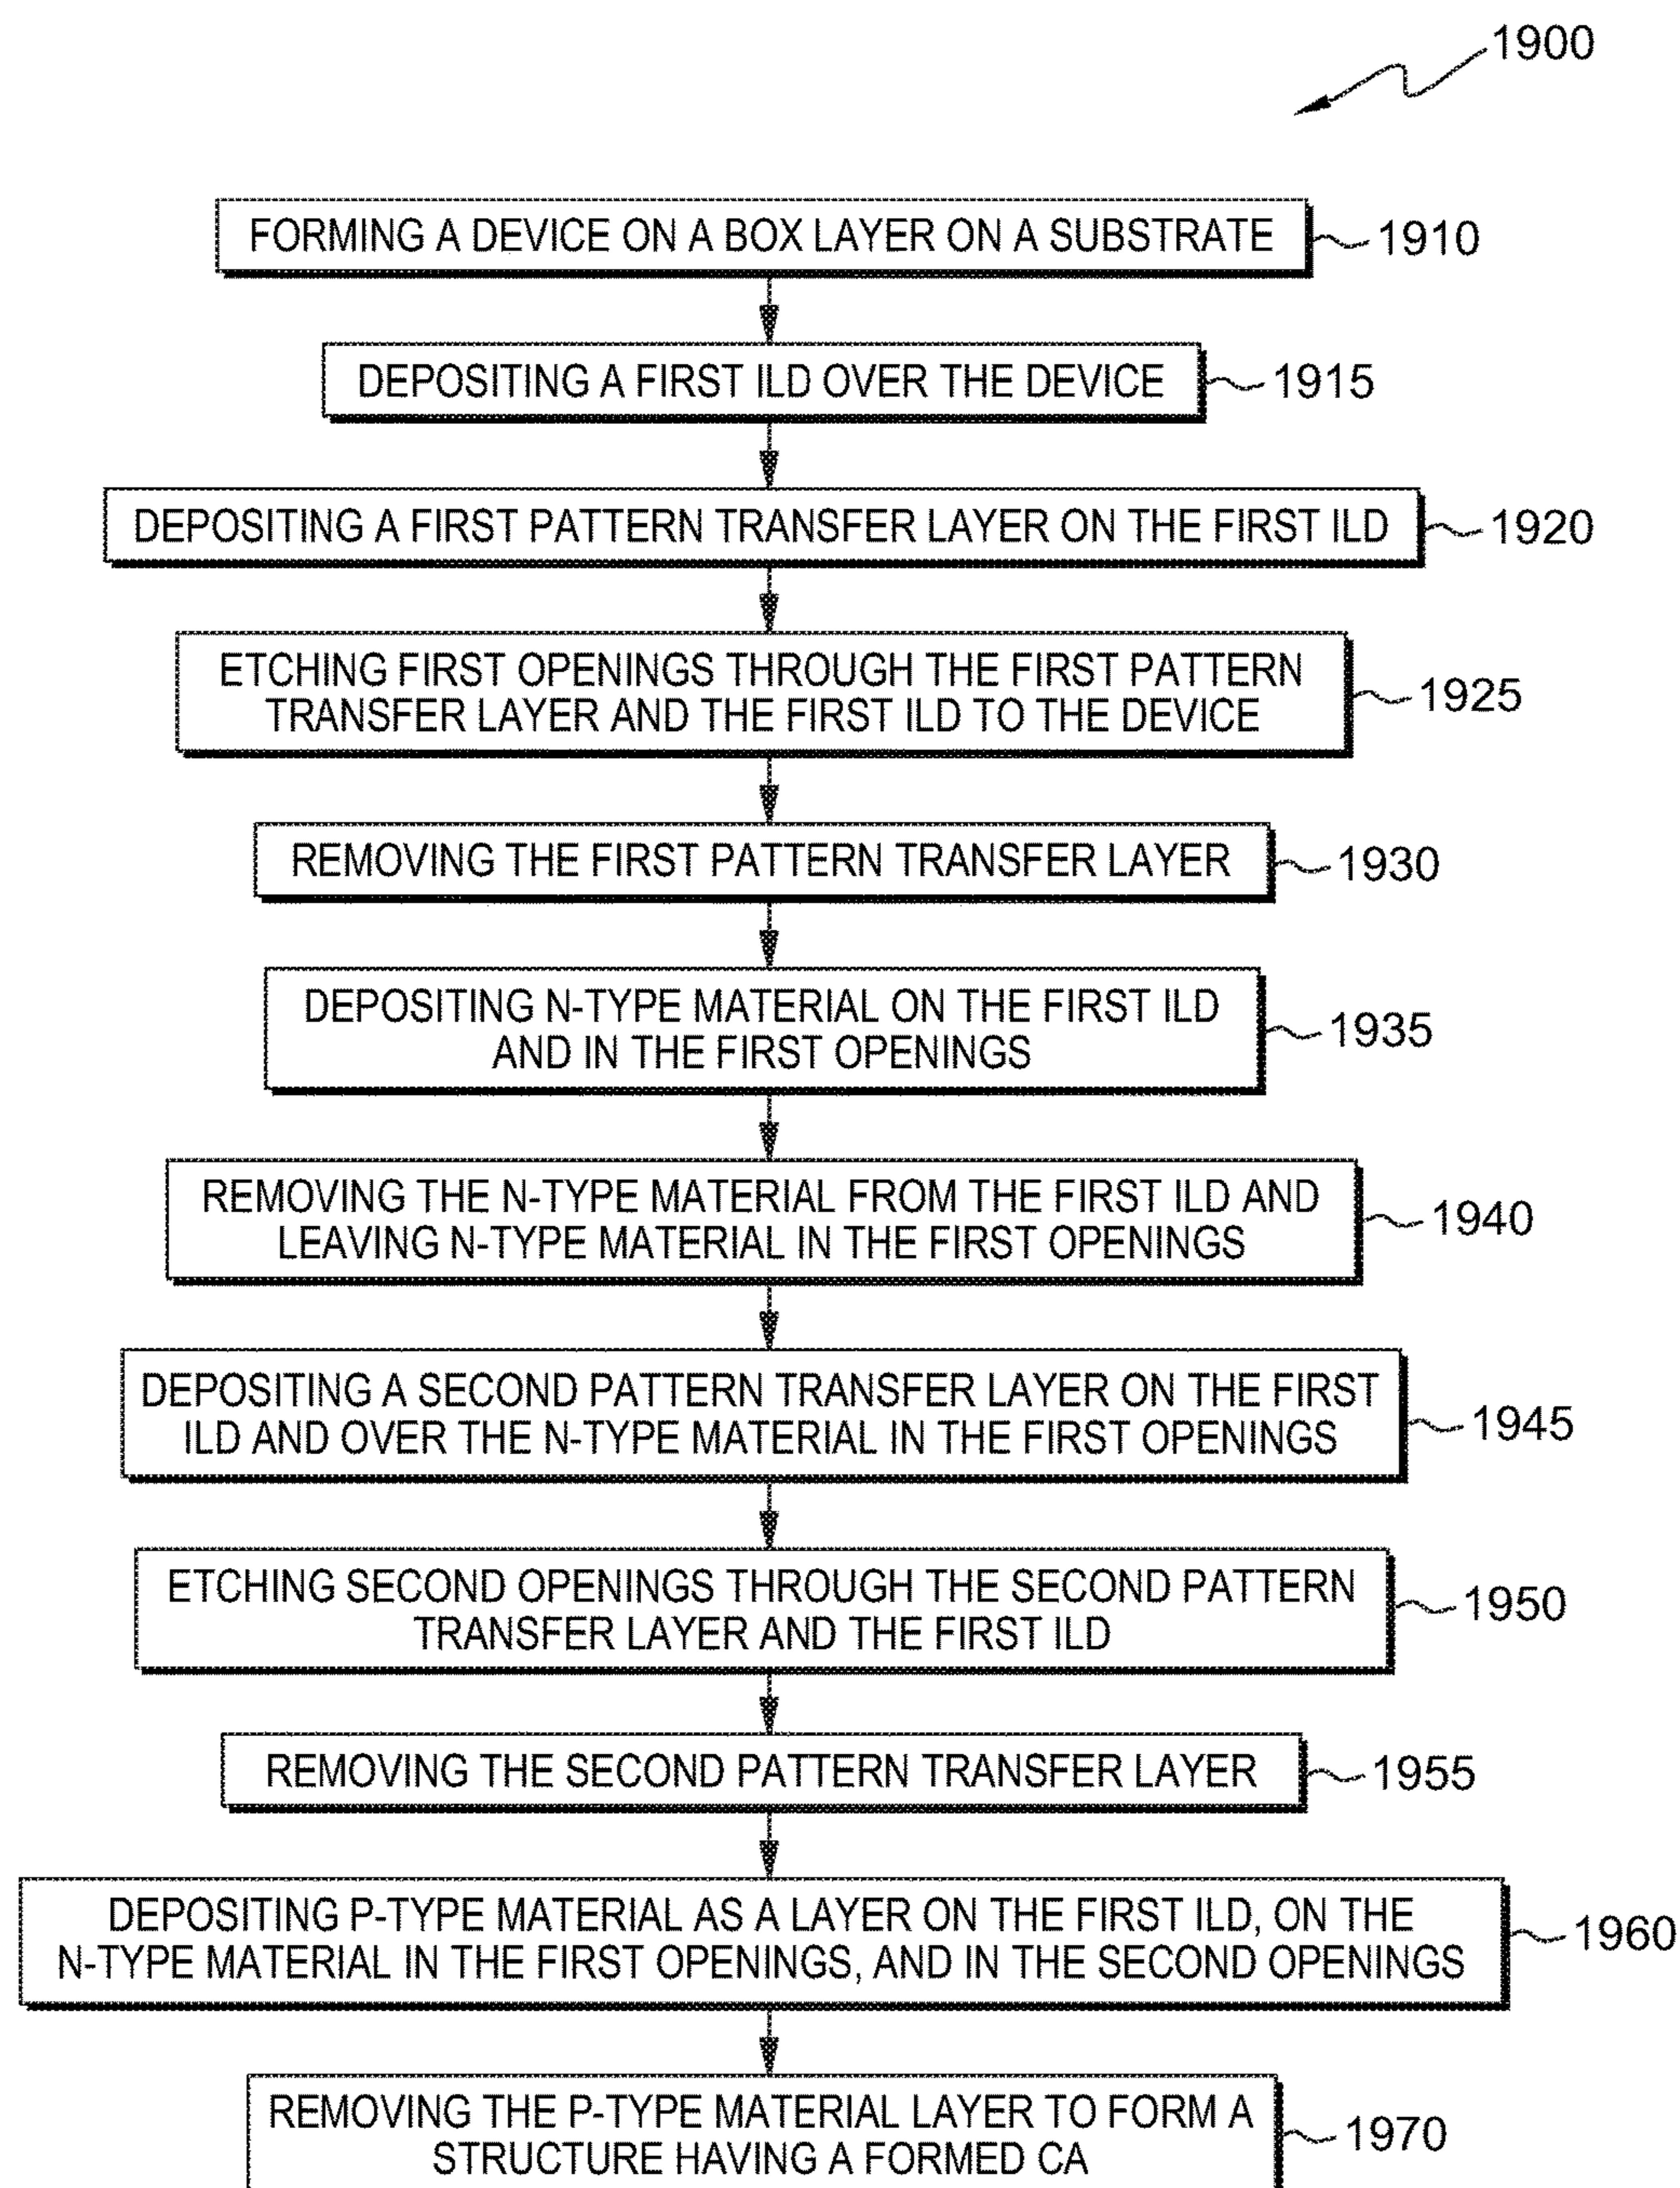 1900
FORMING A DEVICE ON A BOX LAYER ON A SUBSTRATE
1910
DEPOSITING A FIRST ILD OVER THE DEVICE
1915
DEPOSITING A FIRST PATTERN TRANSFER LAYER ON THE FIRST ILD
1920
ETCHING FIRST OPENINGS THROUGH THE FIRST PATTERN
TRANSFER LAYER AND THE FIRST ILD TO THE DEVICE
1925
REMOVING THE FIRST PATTERN TRANSFER LAYER
1930
DEPOSITING N-TYPE MATERIAL ON THE FIRST ILD
AND IN THE FIRST OPENINGS
1935
REMOVING THE N-TYPE MATERIAL FROM THE FIRST ILD AND
LEAVING N-TYPE MATERIAL IN THE FIRST OPENINGS
1940
DEPOSITING A SECOND PATTERN TRANSFER LAYER ON THE FIRST
ILD AND OVER THE N-TYPE MATERIAL IN THE FIRST OPENINGS
1945
ETCHING SECOND OPENINGS THROUGH THE SECOND PATTERN
TRANSFER LAYER AND THE FIRST ILD
1950
REMOVING THE SECOND PATTERN TRANSFER LAYER
1955
DEPOSITING P-TYPE MATERIAL AS A LAYER ON THE FIRST ILD, ON THE
N-TYPE MATERIAL IN THE FIRST OPENINGS, AND IN THE SECOND OPENINGS
1960
REMOVING THE P-TYPE MATERIAL LAYER TO FORM A
STRUCTURE HAVING A FORMED CA
1970